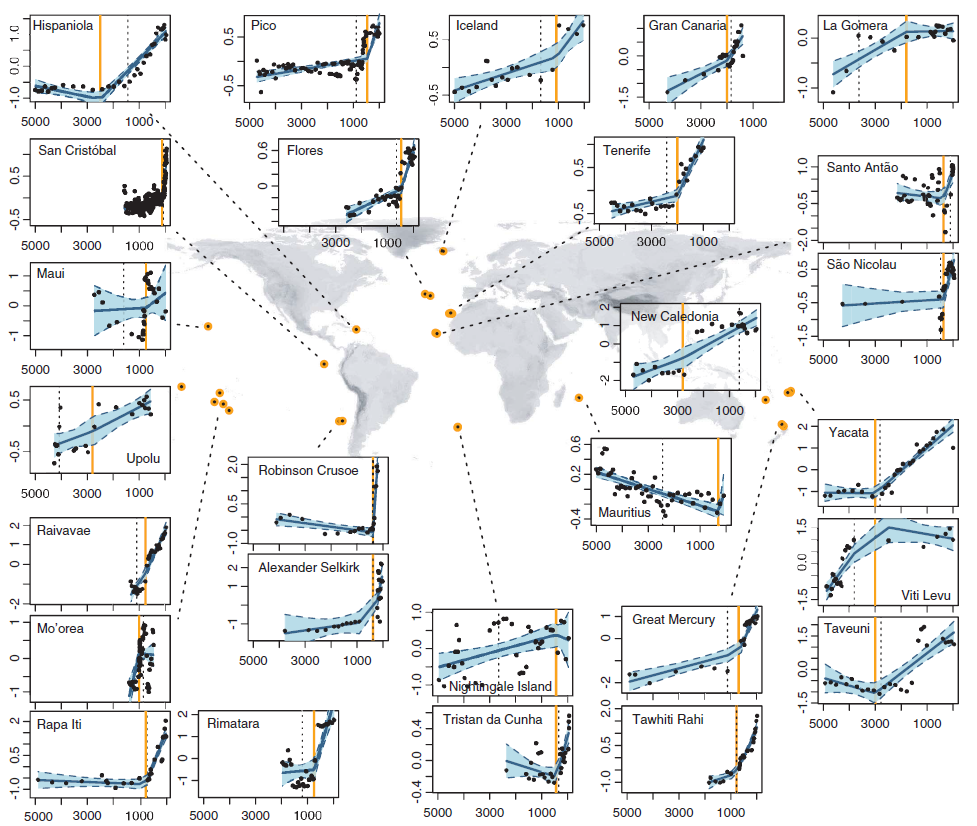 Hispaniola
1.0
0.0
-1.0
5000 3000 1000
Pico
0.5
-0.5
5000 3000 1000
Iceland
0.5
-0.5
5000 3000 1000
Gran Canaria
0.0
-1.5
5000 3000 1000
La Gomera
0.0
-1.0
5000 3000 1000
San Cristóbal
0.5
-0.5
5000 3000 1000
Flores
0.6
0
3000 1000
Tenerife
0.5
-0.5
5000 3000 1000
Santo Antão
0.5
-1.0
-2.0
Maui
1
0
-1
5000 3000 1000
São Nicolau
0.5
-0.5
-1.5
5000 3000 1000
New Caledonia
2
1
0
-2
5000 3000 1000
Upolu
0.5
-0.5
5000 3000 1000
Yacata
2
1
0
Robinson Crusoe
2.0
0.5
-1.0
Mauritius
0.6
0.2
-0.4
5000 3000 1000
Raivavae
2
1
0
-2
Viti Levu
1.5
0.0
-1.5
Alexander Selkirk
2
1
-1
5000 3000 1000
Mo'orea
1
0
-1
Nightingale Island
1.0
0.0
-1.0
Great Mercury
0
2
Taveuni
1.5
0.0
-1.5
5000 3000 1000
Rapa Iti
2.0
0.5
-1.0
5000 3000 1000
Rimatara
2
1
-1
5000 3000 1000
Tristan da Cunha
0.6
0.0
-0.4
5000 3000 1000
Tawhiti Rahi
2.0
0.5
-1.0
5000 3000 1000